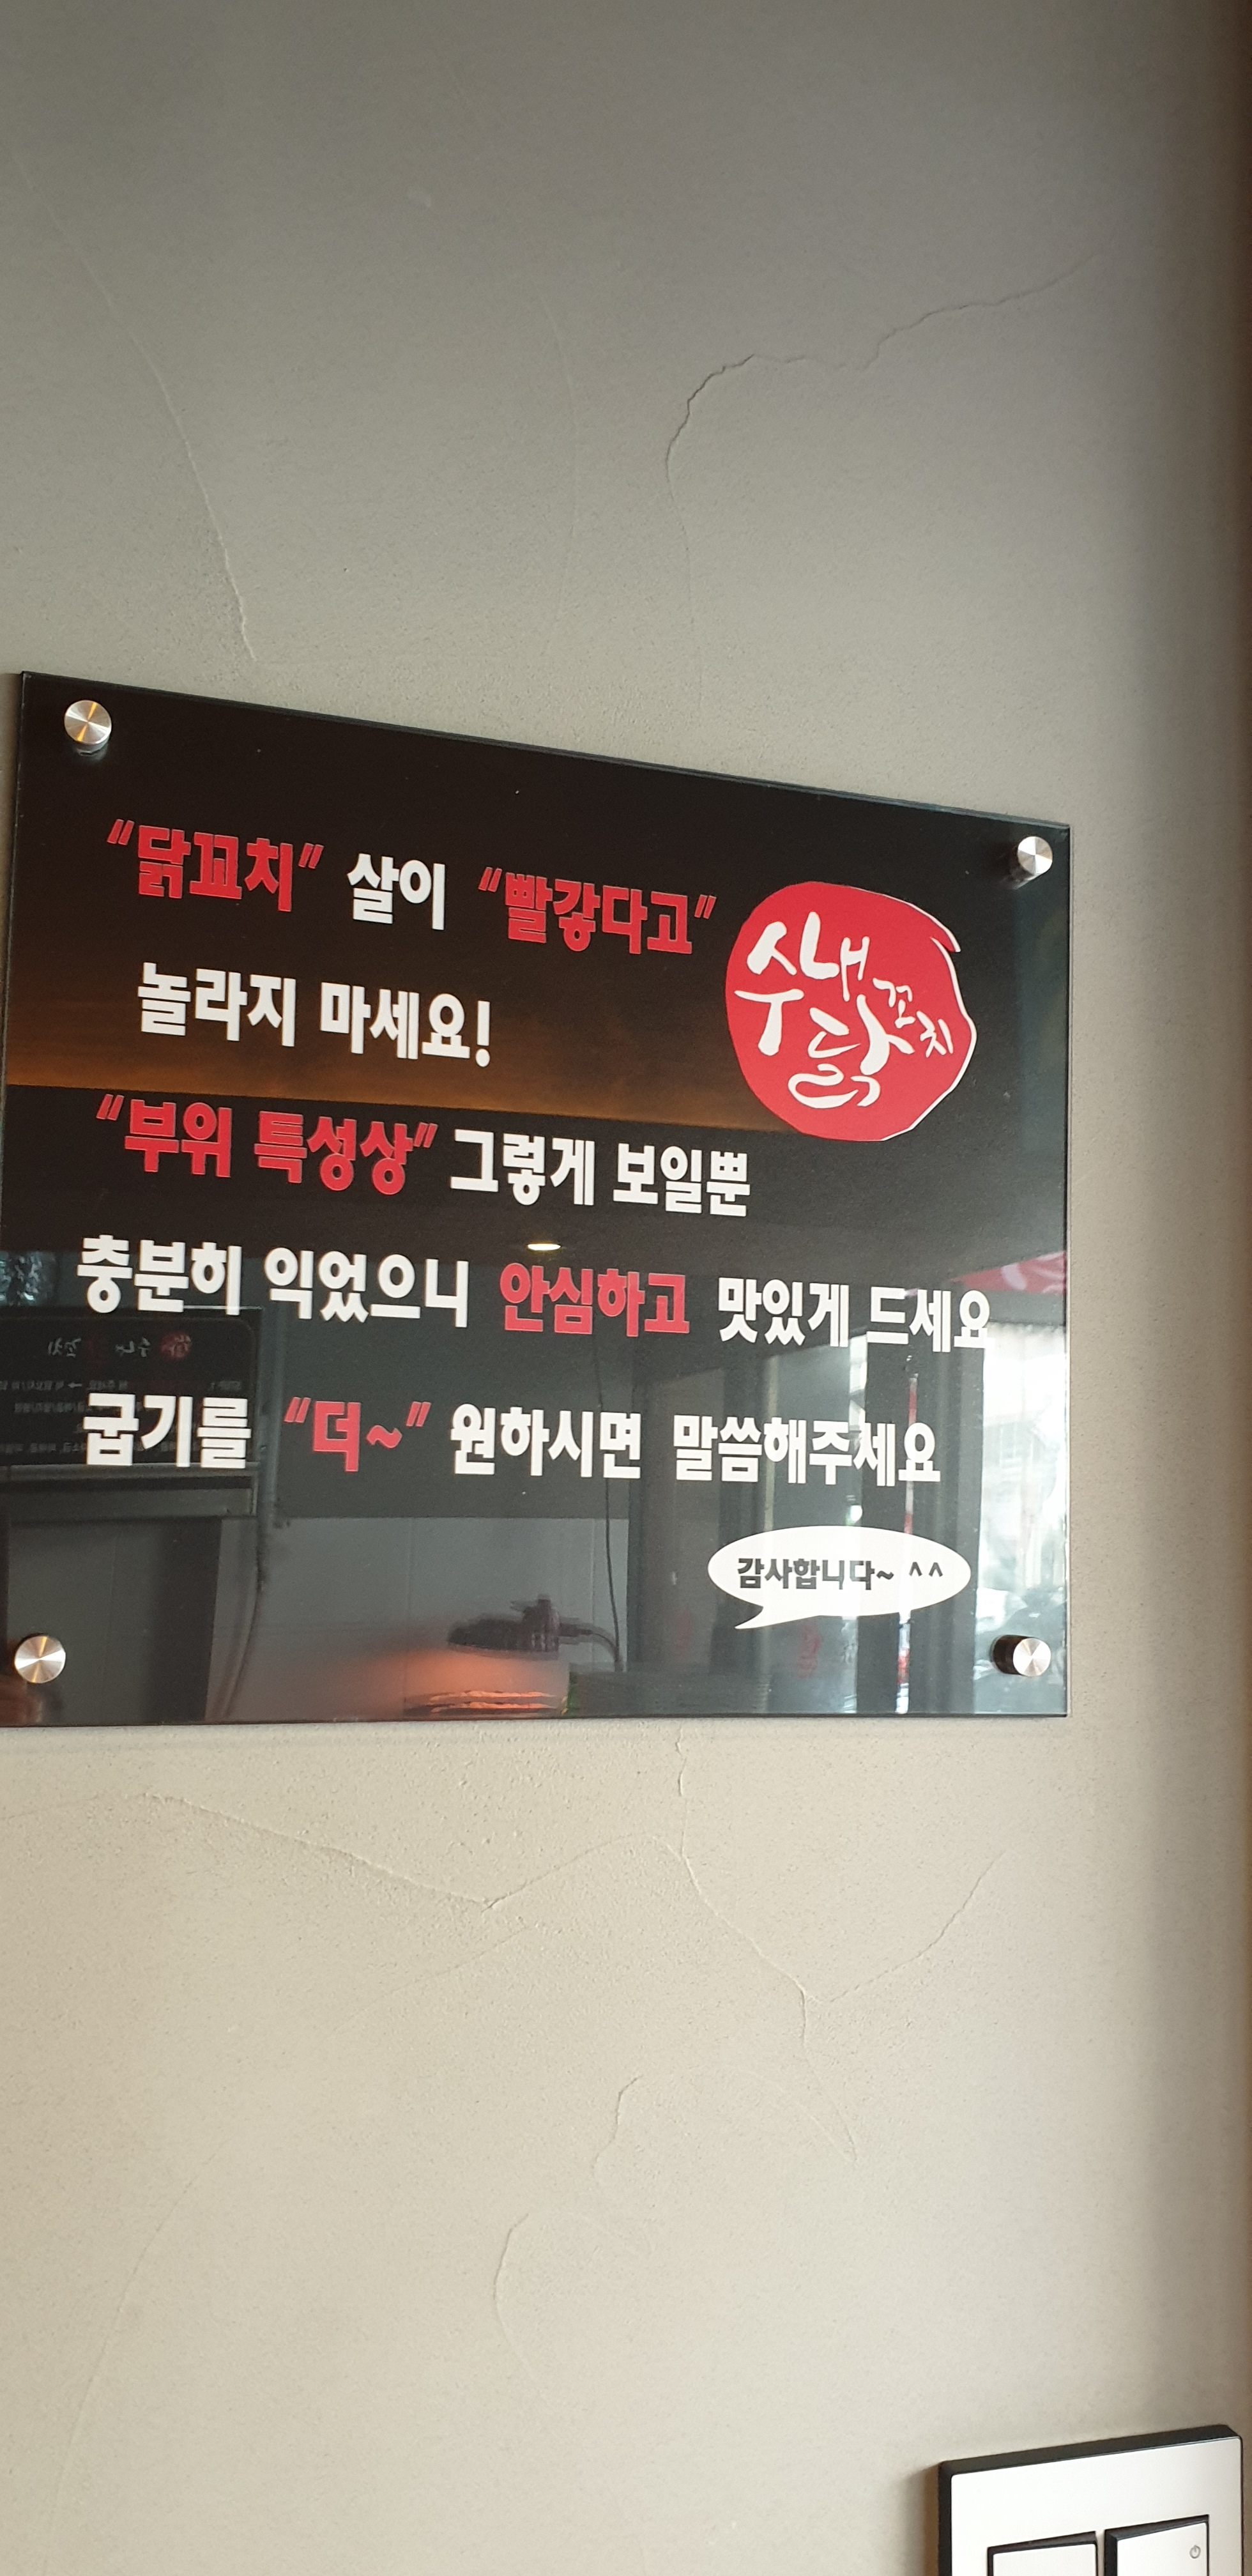 “닭꼬치” 살이 “빨갛다고”
놀라지 마세요!
수내
닭꼬치
“부위 특성상” 그렇게 보일뿐
충분히 익었으니 안심하고 맛있게 드세요
굽기를 “더~” 원하시면 말씀해주세요
감사합니다~ ^^